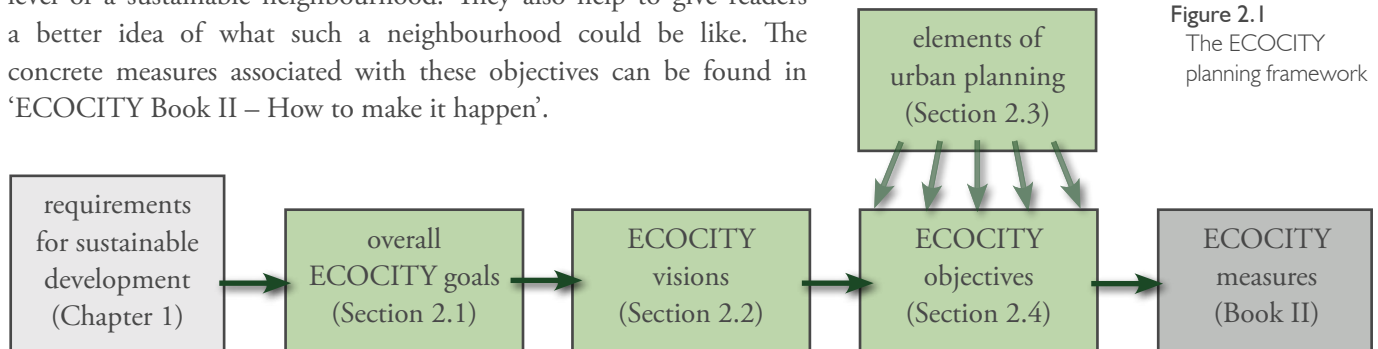 level of a sustainable neighbourhood. They also help to give readers
a better idea of what such a neighbourhood could be like. The
concrete measures associated with these objectives can be found in
‘ECOCITY Book II – How to make it happen’.
Figure 2.1
The ECOCITY
planning framework
elements of
urban planning
(Section 2.3)
requirements
for sustainable
development
(Chapter 1)
overall
ECOCITY goals
(Section 2.1)
ECOCITY
visions
(Section 2.2)
ECOCITY
objectives
(Section 2.4)
ECOCITY
measures
(Book II)